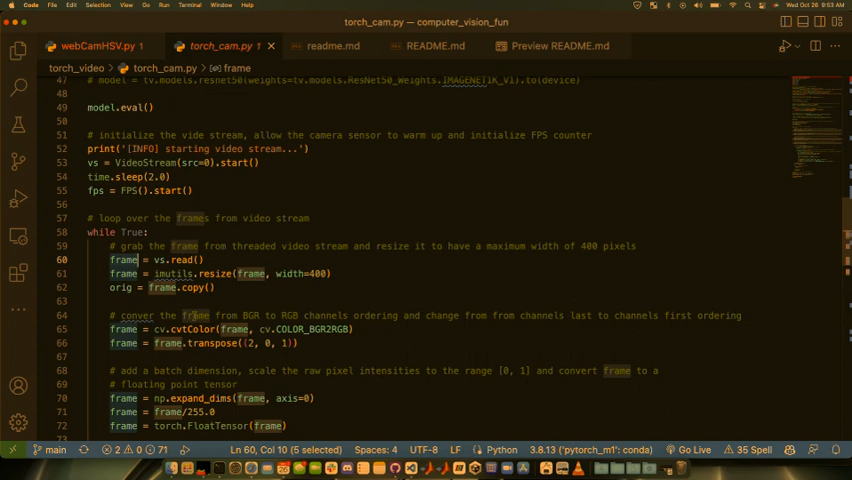 Code File Edit Selection View Go Run Terminal Window Help Wed Oct 26 9:53 AM
torch_cam.py — computer_vision_fun
webCamHSV.py 1 torch_cam.py 1 readme.md README.md Preview README.md
torch_video > torch_cam.py > frame
47 # model = tv.models.resnet50(weights=tv.models.ResNet50_Weights.IMAGENET1K_V1).to(device)
48
49 model.eval()
50
51 # initialize the vide stream, allow the camera sensor to warm up and initialize FPS counter
52 print('[INFO] starting video stream...')
53 vs = VideoStream(src=0).start()
54 time.sleep(2.0)
55 fps = FPS().start()
56
57 # loop over the frames from video stream
58 while True:
59 # grab the frame from threaded video stream and resize it to have a maximum width of 400 pixels
60 frame = vs.read()
61 frame = imutils.resize(frame, width=400)
62 orig = frame.copy()
63
64 # conver the frame from BGR to RGB channels ordering and change from from channels last to channels first ordering
65 frame = cv.cvtColor(frame, cv.COLOR_BGR2RGB)
66 frame = frame.transpose((2, 0, 1))
67
68 # add a batch dimension, scale the raw pixel intensities to the range [0, 1] and convert frame to a
69 # floating point tensor
70 frame = np.expand_dims(frame, axis=0)
71 frame = frame/255.0
72 frame = torch.FloatTensor(frame)
73
main 2 0 71 Ln 60, Col 10 (5 selected) Spaces: 4 UTF-8 LF Python 3.8.13 ('pytorch_m1': conda) Go Live 35 Spell